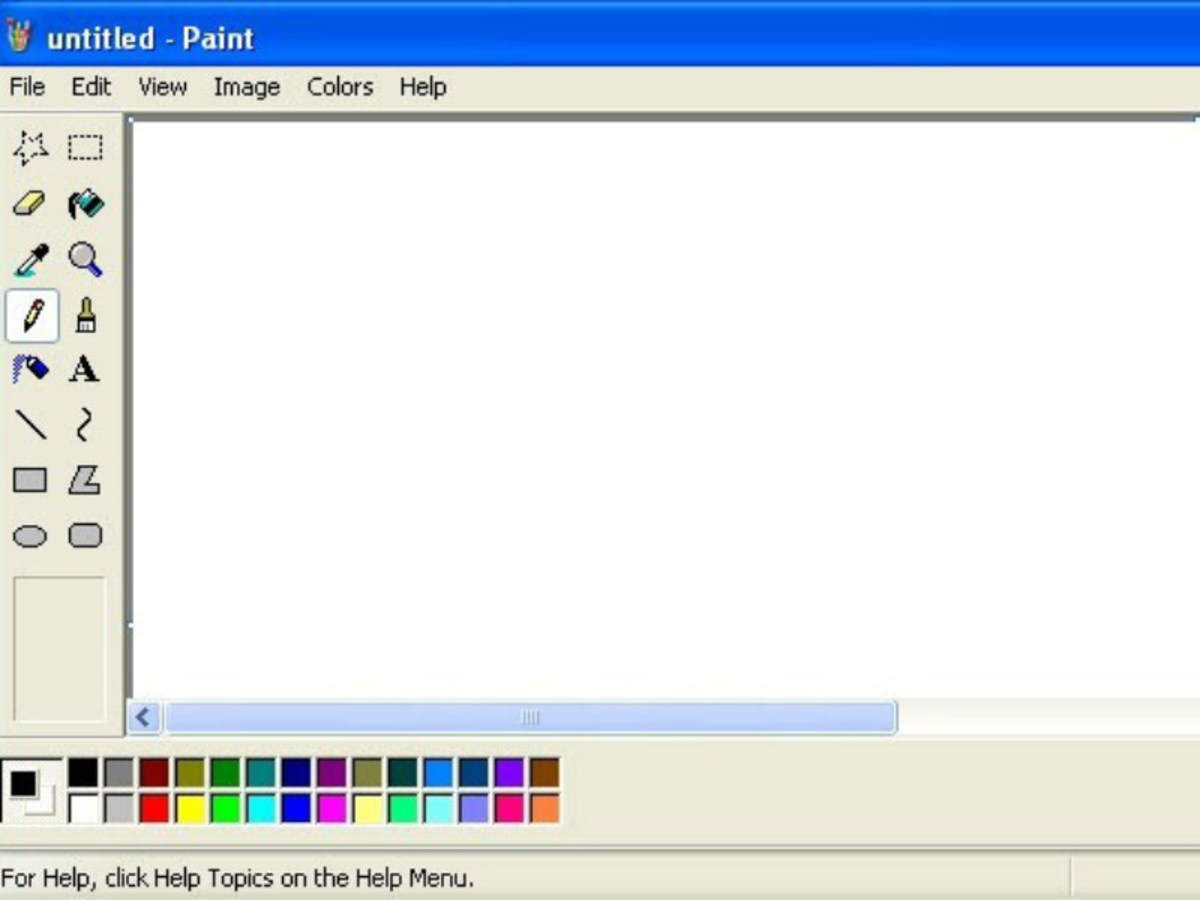 untitled - Paint
File Edit View Image Colors Help
A
For Help, click Help Topics on the Help Menu.